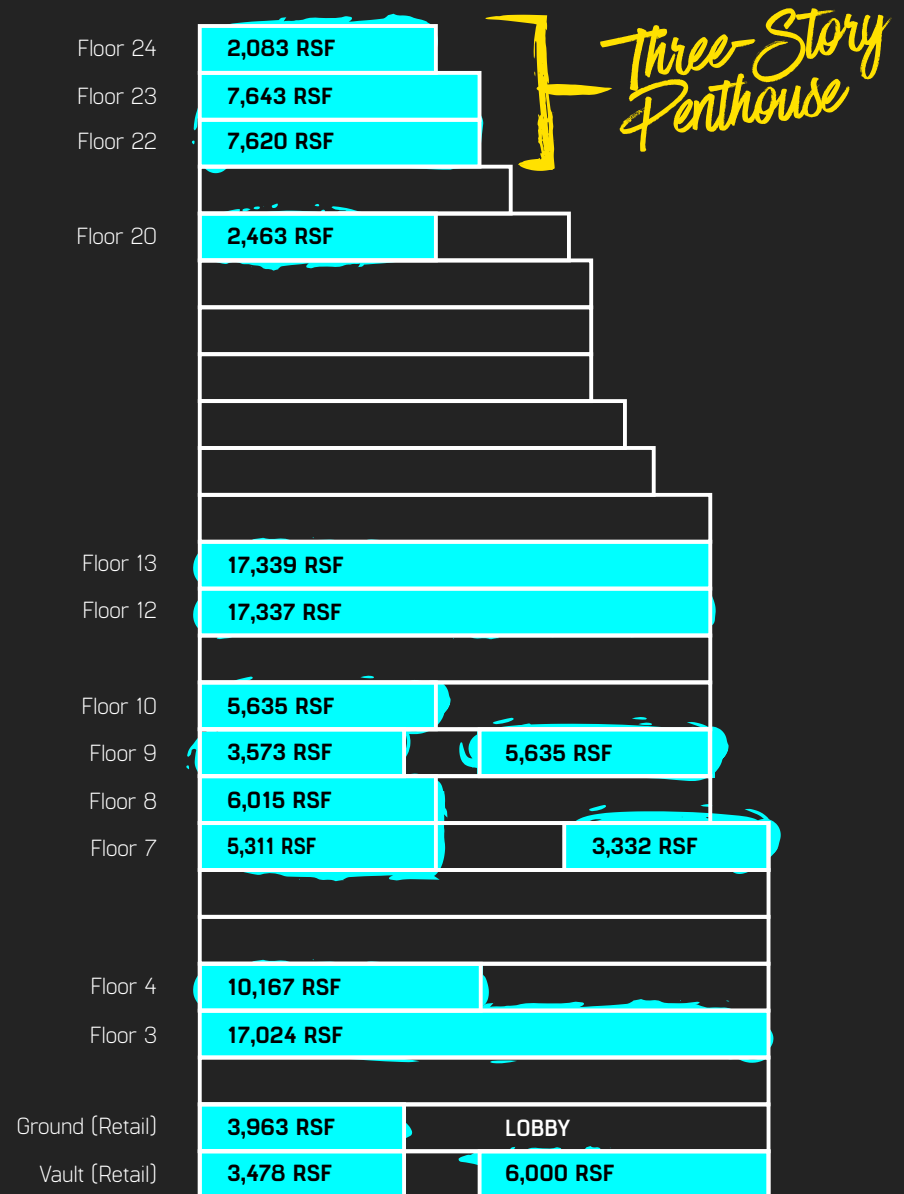 Three-Story
Penthouse
Floor 24 2,083 RSF
Floor 23 7,643 RSF
Floor 22 7,620 RSF
Floor 20 2,463 RSF
Floor 13 17,339 RSF
Floor 12 17,337 RSF
Floor 10 5,635 RSF
Floor 9 3,573 RSF 5,635 RSF
Floor 8 6,015 RSF
Floor 7 5,311 RSF 3,332 RSF
Floor 4 10,167 RSF
Floor 3 17,024 RSF
Ground (Retail) 3,963 RSF LOBBY
Vault (Retail) 3,478 RSF 6,000 RSF